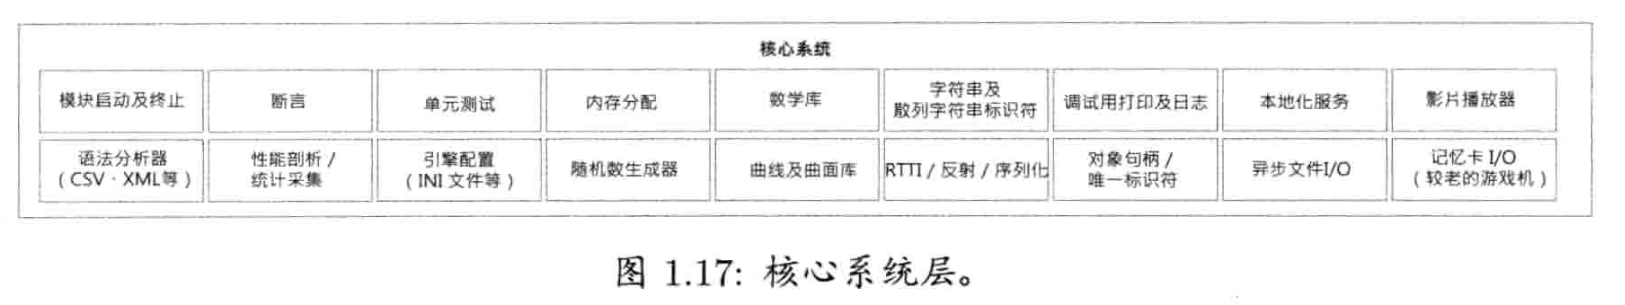 核心系统
模块启动及终止
断言
单元测试
内存分配
数学库
字符串及
散列字符串标识符
调试用打印及日志
本地化服务
影片播放器
语法分析器
(CSV、XML等)
性能剖析/
统计采集
引擎配置
(INI 文件等)
随机数生成器
曲线及曲面库
RTTI/反射/序列化
对象句柄/
唯一标识符
异步文件I/O
记忆卡 I/O
(较老的游戏机)
图 1.17: 核心系统层。